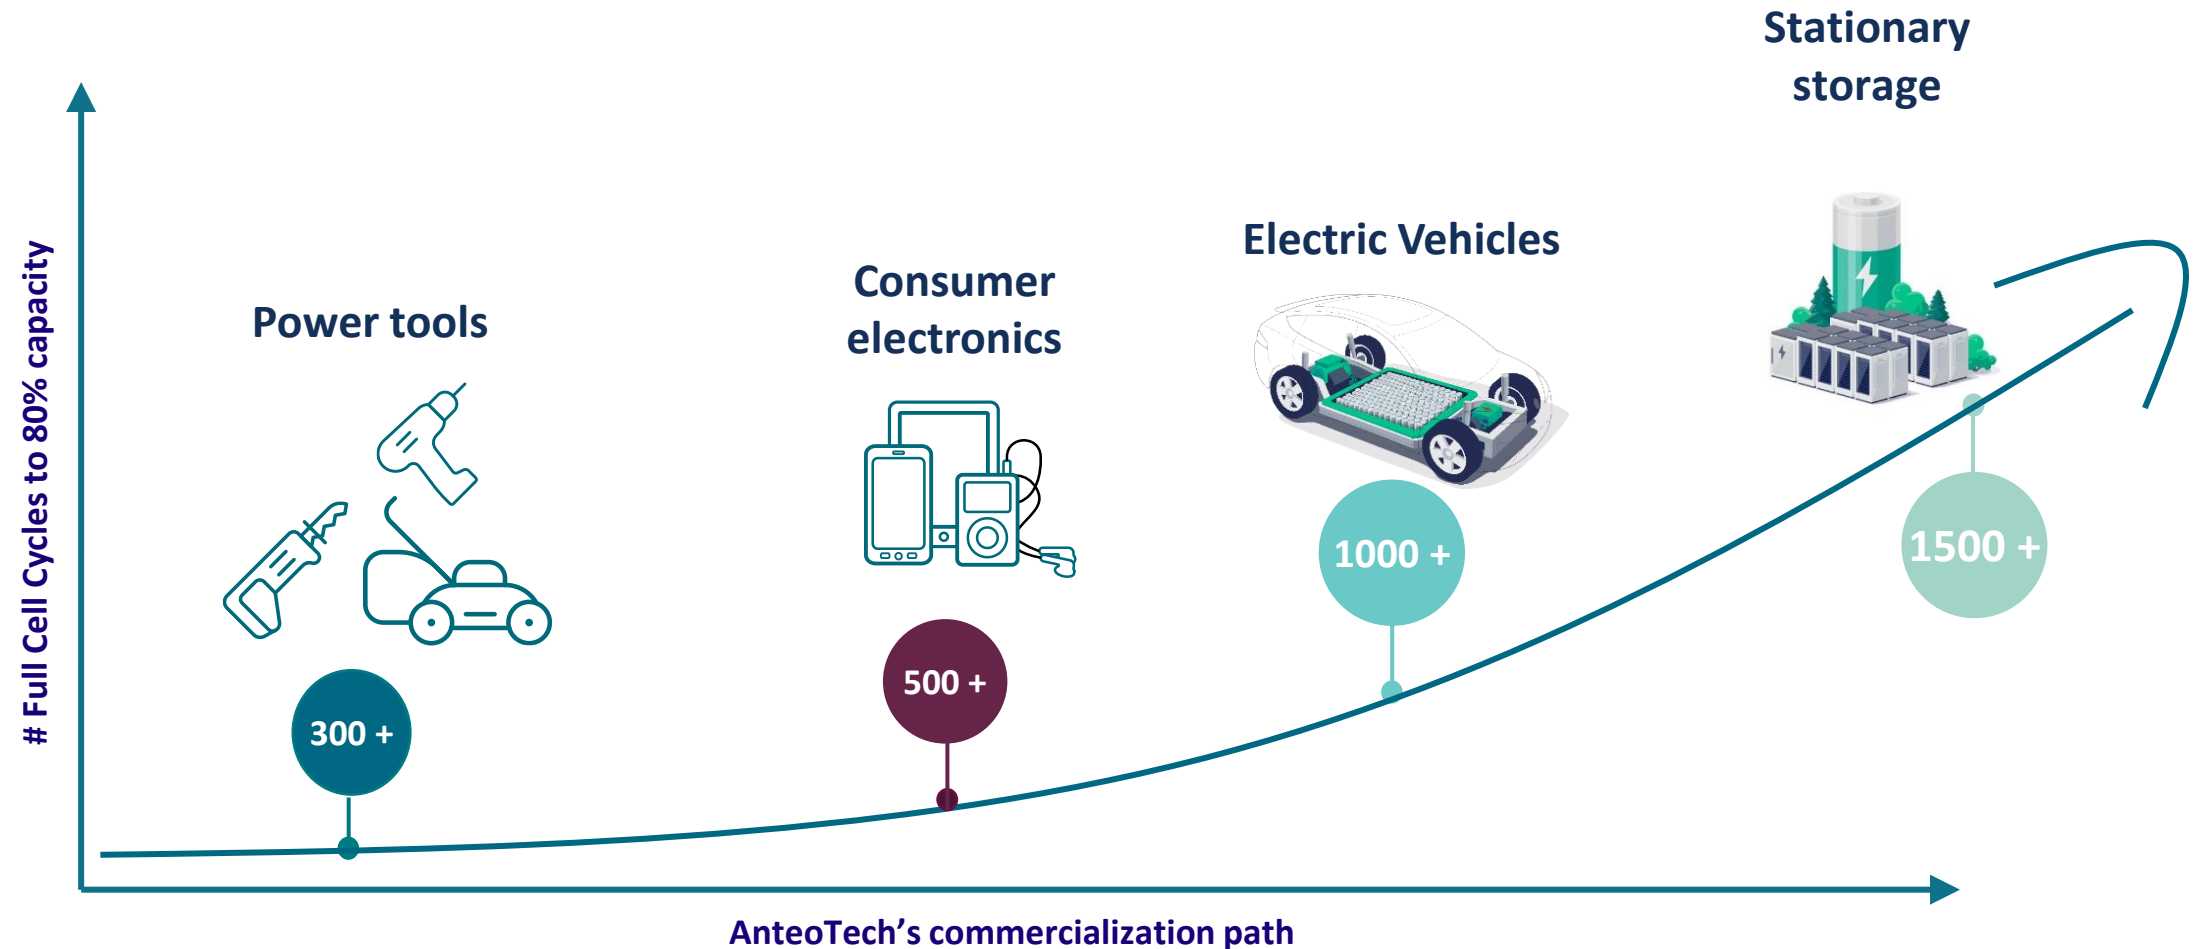 Stationary
storage
Electric Vehicles
Consumer
electronics
Power tools
# Full Cell Cycles to 80% capacity
300 +
500 +
1000 +
1500 +
AnteoTech’s commercialization path